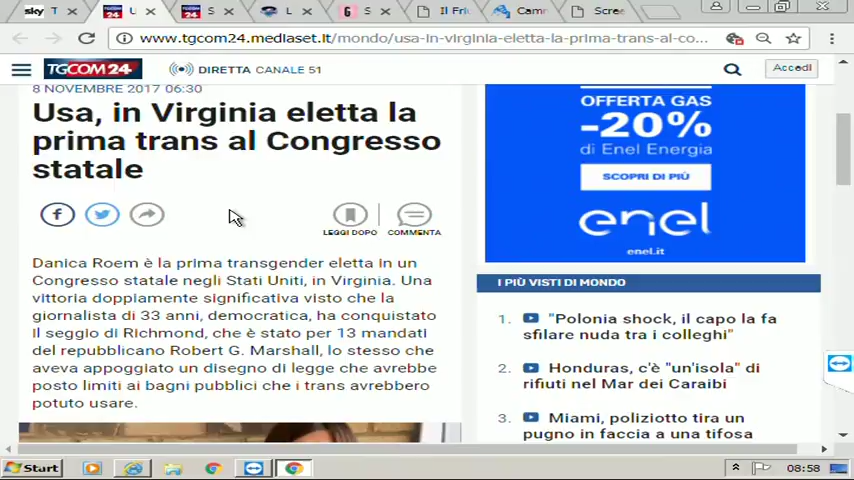 sky T
U
S
L
S
Il Friu
Cam
Scre
www.tgcom24.mediaset.it/mondo/usa-in-virginia-eletta-la-prima-trans-al-co...
TGCOM24
DIRETTA CANALE 51
Accedi
8 NOVEMBRE 2017 06:30
Usa, in Virginia eletta la
prima trans al Congresso
statale
LEGGI DOPO
COMMENTA
Danica Roem è la prima transgender eletta in un
Congresso statale negli Stati Uniti, in Virginia. Una
vittoria doppiamente significativa visto che la
giornalista di 33 anni, democratica, ha conquistato
il seggio di Richmond, che è stato per 13 mandati
del repubblicano Robert G. Marshall, lo stesso che
aveva appoggiato un disegno di legge che avrebbe
posto limiti ai bagni pubblici che i trans avrebbero
potuto usare.
OFFERTA GAS
-20%
di Enel Energia
SCOPRI DI PIÙ
enel
enel.it
I PIÙ VISTI DI MONDO
1. "Polonia shock, il capo la fa
sfilare nuda tra i colleghi"
2. Honduras, c'è "un'isola" di
rifiuti nel Mar dei Caraibi
3. Miami, poliziotto tira un
pugno in faccia a una tifosa
Start
08:58